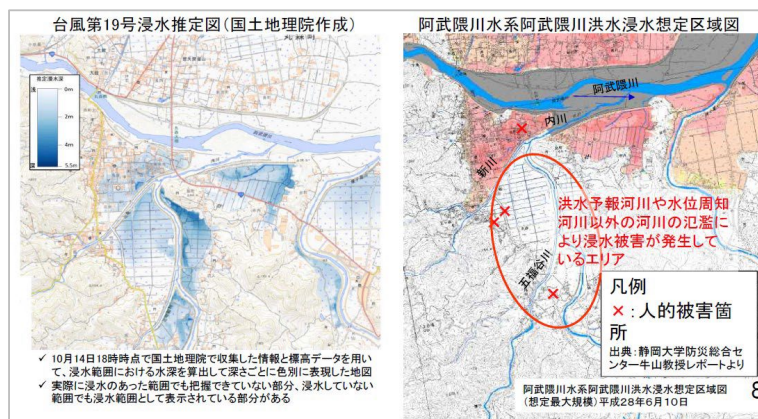 台風第19号浸水推定図(国土地理院作成)
推定浸水深
浅
0m
2m
4m
5.5m
深
✓ 10月14日18時時点で国土地理院で収集した情報と標高データを用い
て、浸水範囲における水深を算出して深さごとに色別に表現した地図
✓ 実際に浸水のあった範囲でも把握できていない部分、浸水していない
範囲でも浸水範囲として表示されている部分がある
阿武隈川水系阿武隈川洪水浸水想定区域図
阿武隈川
内川
新川
洪水予報河川や水位周知
河川以外の河川の氾濫に
より浸水被害が発生して
いるエリア
五福谷川
凡例
×:人的被害箇
所
出典:静岡大学防災総合セ
ンター牛山教授レポートより
阿武隈川水系阿武隈川洪水浸水想定区域図
(想定最大規模)平成28年6月10日
8